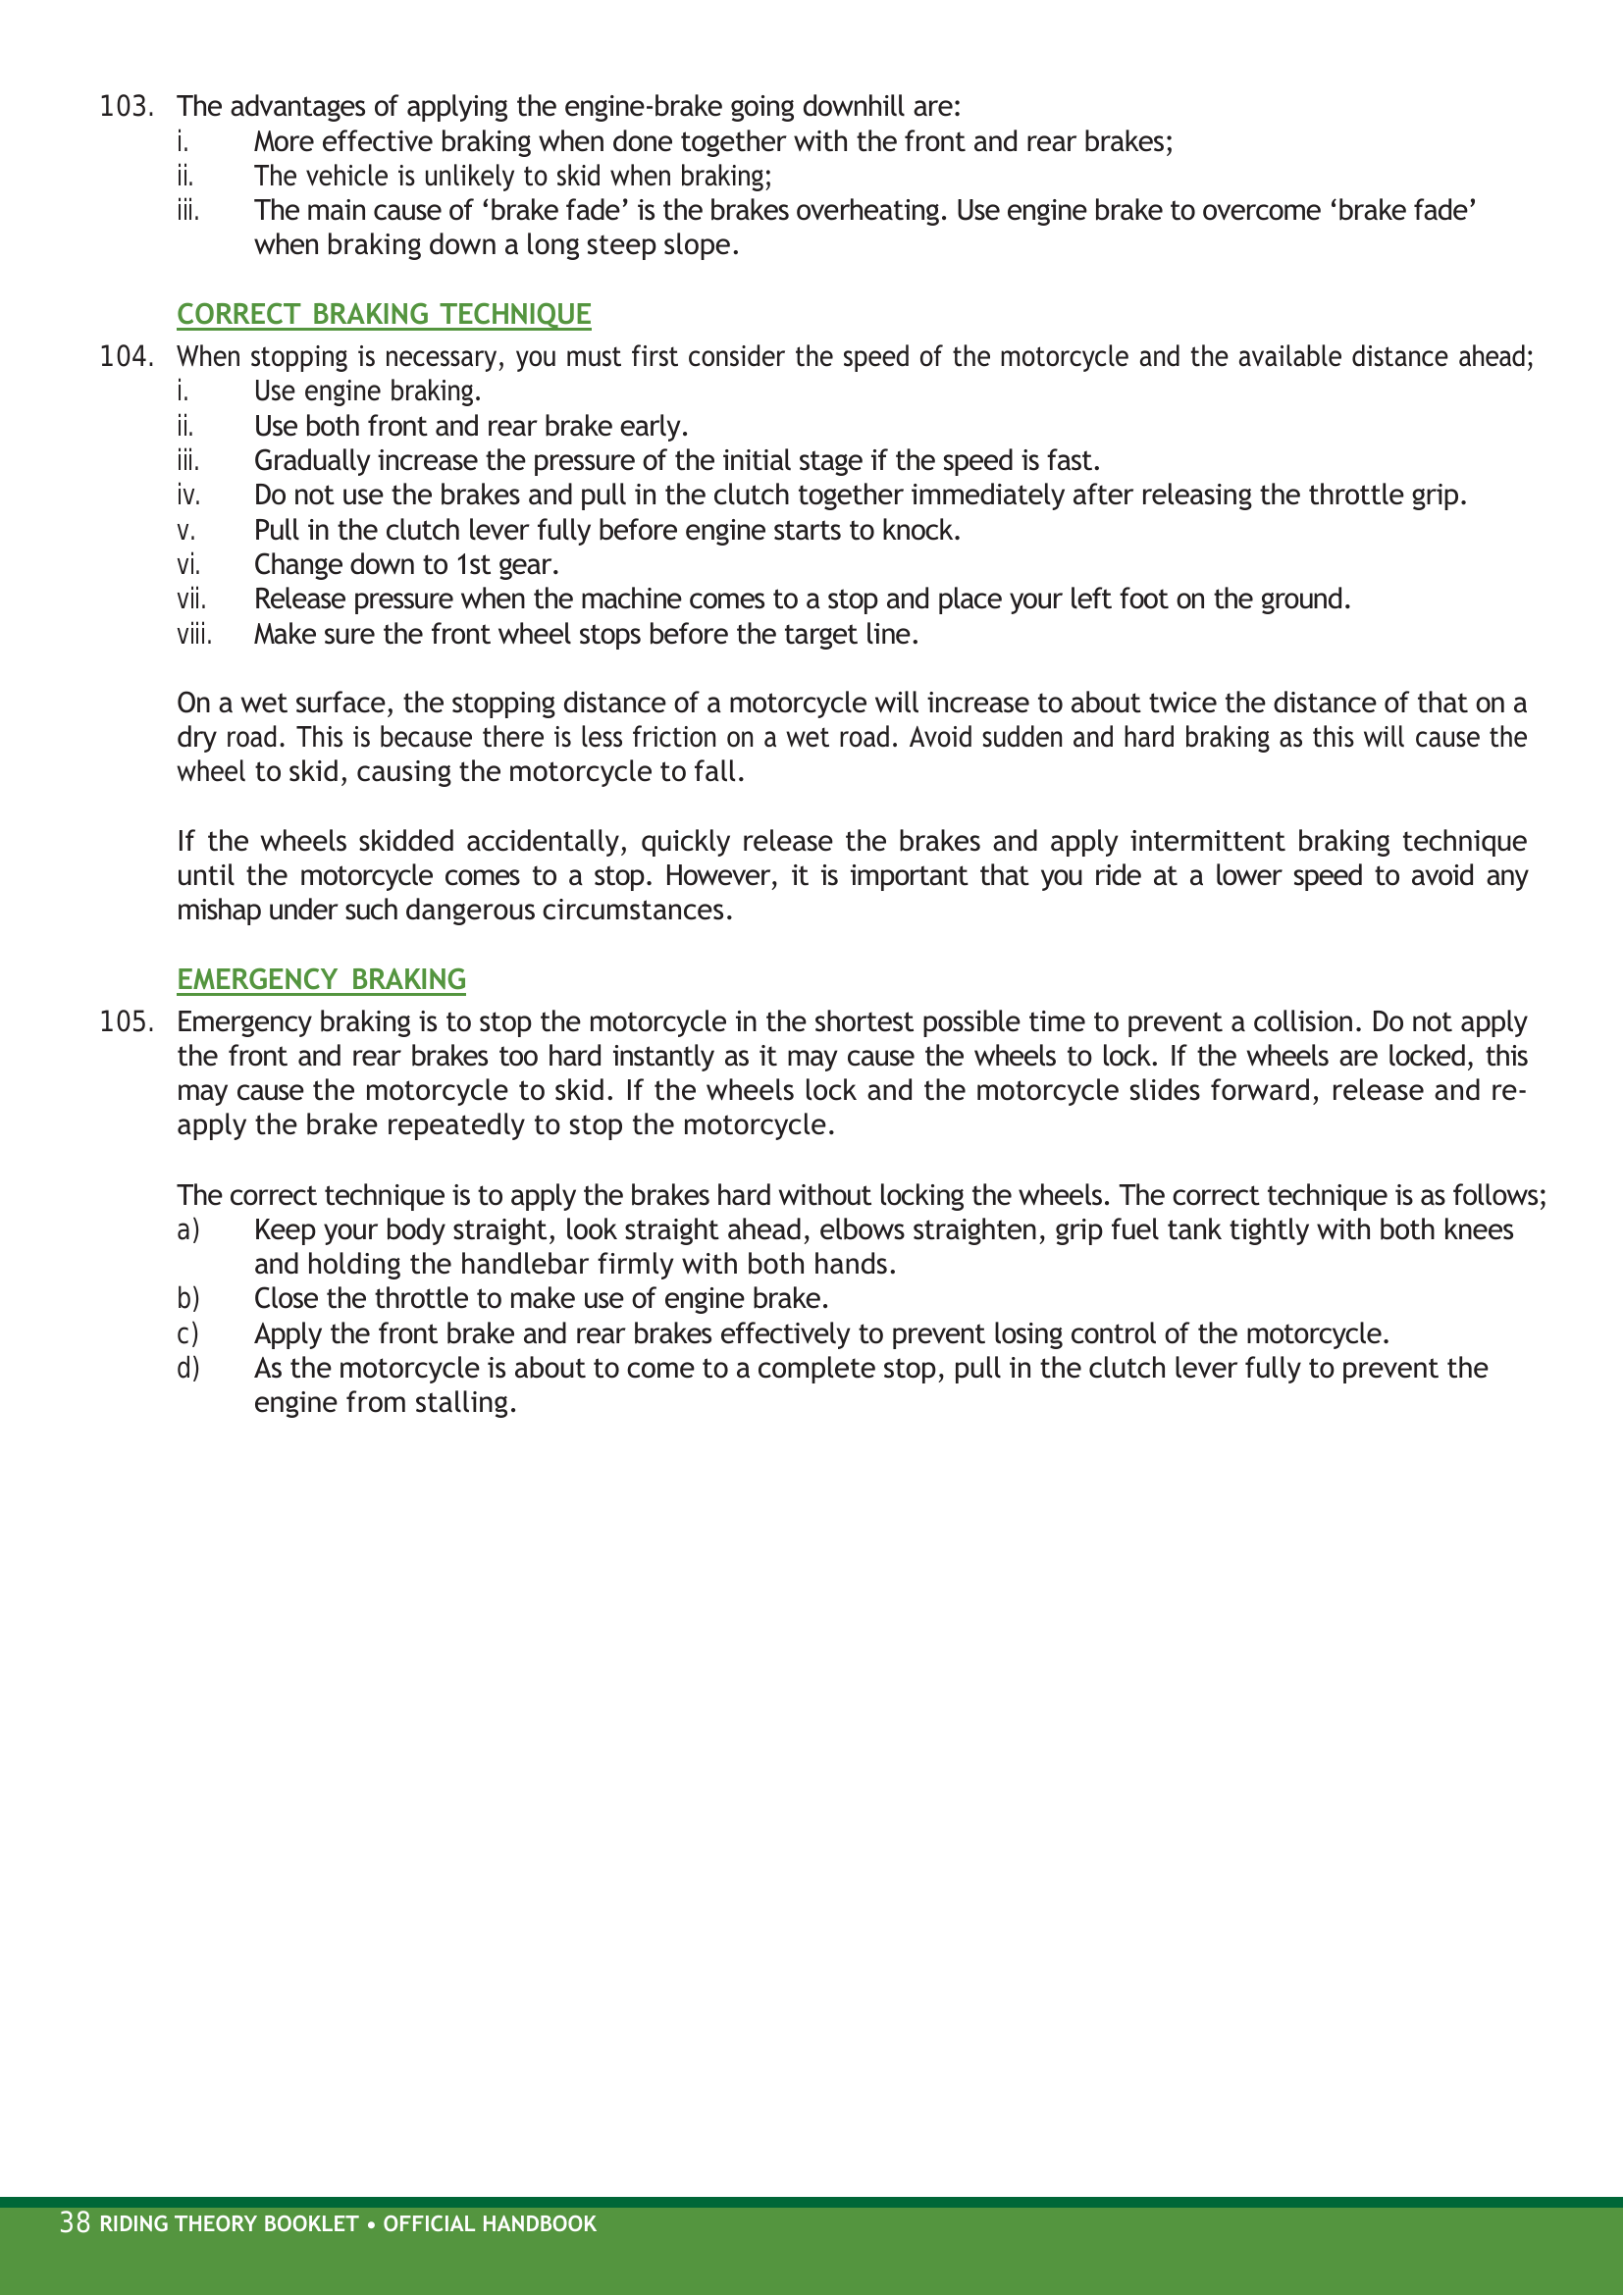 103. The advantages of applying the engine-brake going downhill are:
i. More effective braking when done together with the front and rear brakes;
ii. The vehicle is unlikely to skid when braking;
iii. The main cause of ‘brake fade’ is the brakes overheating. Use engine brake to overcome ‘brake fade’
when braking down a long steep slope.
CORRECT BRAKING TECHNIQUE
104. When stopping is necessary, you must first consider the speed of the motorcycle and the available distance ahead;
i. Use engine braking.
ii. Use both front and rear brake early.
iii. Gradually increase the pressure of the initial stage if the speed is fast.
iv. Do not use the brakes and pull in the clutch together immediately after releasing the throttle grip.
v. Pull in the clutch lever fully before engine starts to knock.
vi. Change down to 1st gear.
vii. Release pressure when the machine comes to a stop and place your left foot on the ground.
viii. Make sure the front wheel stops before the target line.
On a wet surface, the stopping distance of a motorcycle will increase to about twice the distance of that on a
dry road. This is because there is less friction on a wet road. Avoid sudden and hard braking as this will cause the
wheel to skid, causing the motorcycle to fall.
If the wheels skidded accidentally, quickly release the brakes and apply intermittent braking technique
until the motorcycle comes to a stop. However, it is important that you ride at a lower speed to avoid any
mishap under such dangerous circumstances.
EMERGENCY BRAKING
105. Emergency braking is to stop the motorcycle in the shortest possible time to prevent a collision. Do not apply
the front and rear brakes too hard instantly as it may cause the wheels to lock. If the wheels are locked, this
may cause the motorcycle to skid. If the wheels lock and the motorcycle slides forward, release and re-
apply the brake repeatedly to stop the motorcycle.
The correct technique is to apply the brakes hard without locking the wheels. The correct technique is as follows;
a) Keep your body straight, look straight ahead, elbows straighten, grip fuel tank tightly with both knees
and holding the handlebar firmly with both hands.
b) Close the throttle to make use of engine brake.
c) Apply the front brake and rear brakes effectively to prevent losing control of the motorcycle.
d) As the motorcycle is about to come to a complete stop, pull in the clutch lever fully to prevent the
engine from stalling.
38 RIDING THEORY BOOKLET • OFFICIAL HANDBOOK